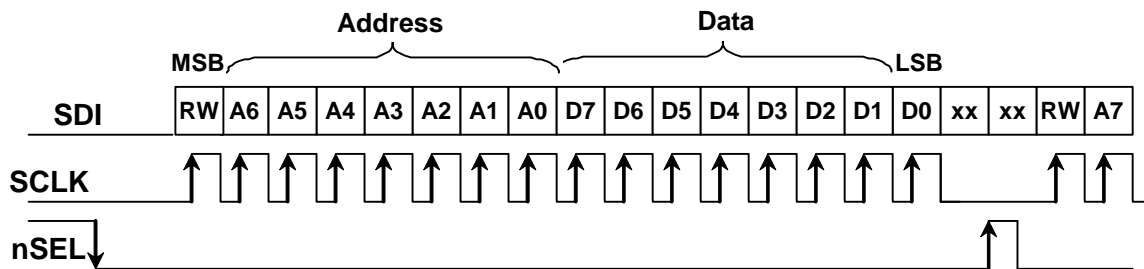 Address Data
MSB LSB
SDI RW A6 A5 A4 A3 A2 A1 A0 D7 D6 D5 D4 D3 D2 D1 D0 xx xx RW A7
SCLK
nSEL